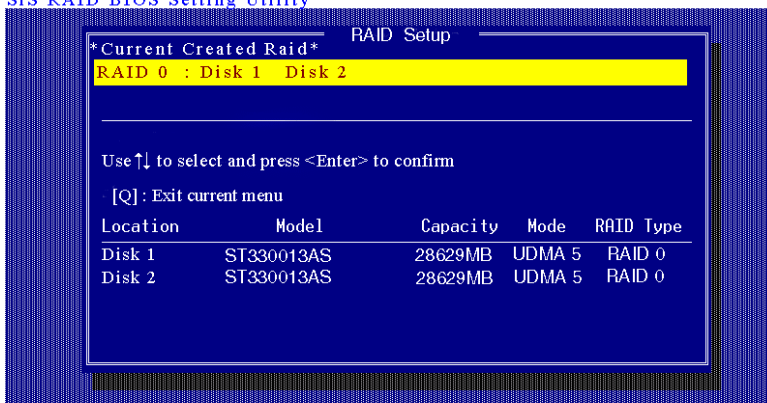 SiS RAID BIOS Setting Utility
RAID Setup
*Current Created Raid*
RAID 0 : Disk 1 Disk 2
Use ↑↓ to select and press <Enter> to confirm
[Q] : Exit current menu
Location Model Capacity Mode RAID Type
Disk 1 ST330013AS 28629MB UDMA 5 RAID 0
Disk 2 ST330013AS 28629MB UDMA 5 RAID 0